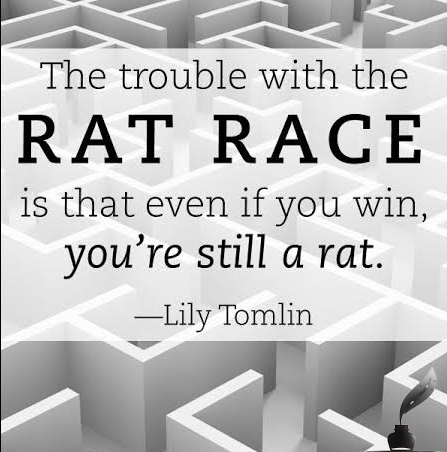 The trouble with the
RAT RACE
is that even if you win,
you're still a rat.
—Lily Tomlin